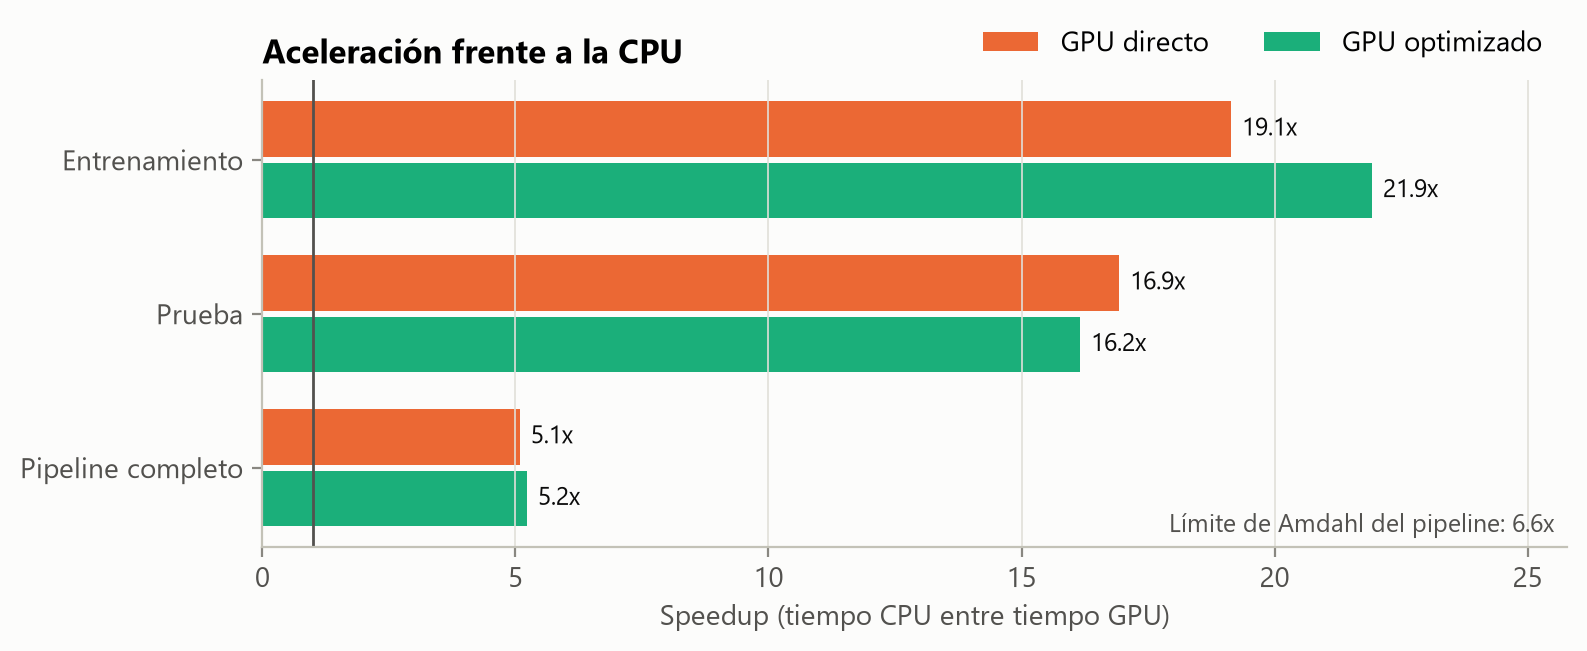 Aceleración frente a la CPU
GPU directo
GPU optimizado
Entrenamiento
19.1x
21.9x
Prueba
16.9x
16.2x
Pipeline completo
5.1x
5.2x
Límite de Amdahl del pipeline: 6.6x
0 5 10 15 20 25
Speedup (tiempo CPU entre tiempo GPU)